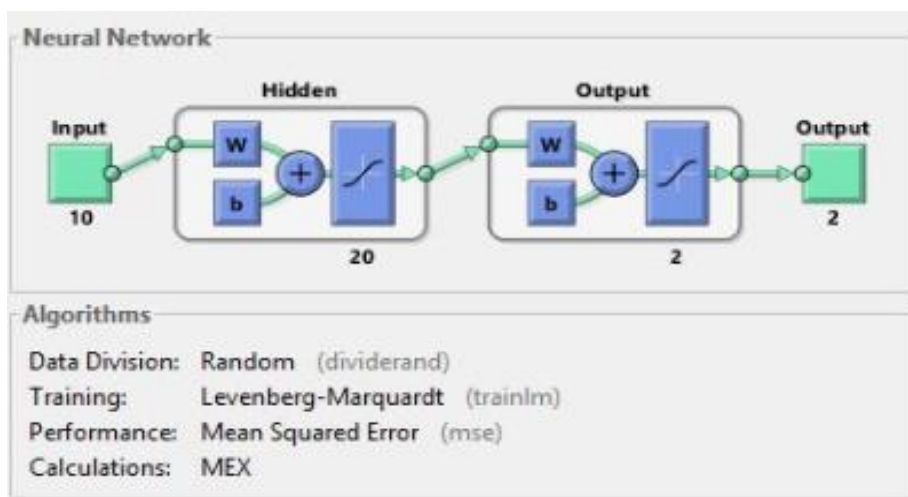 Neural Network
Hidden
Output
Input
Output
W
W
+
+
b
b
10
2
20
2
Algorithms
Data Division: Random (dividerand)
Training: Levenberg-Marquardt (trainlm)
Performance: Mean Squared Error (mse)
Calculations: MEX